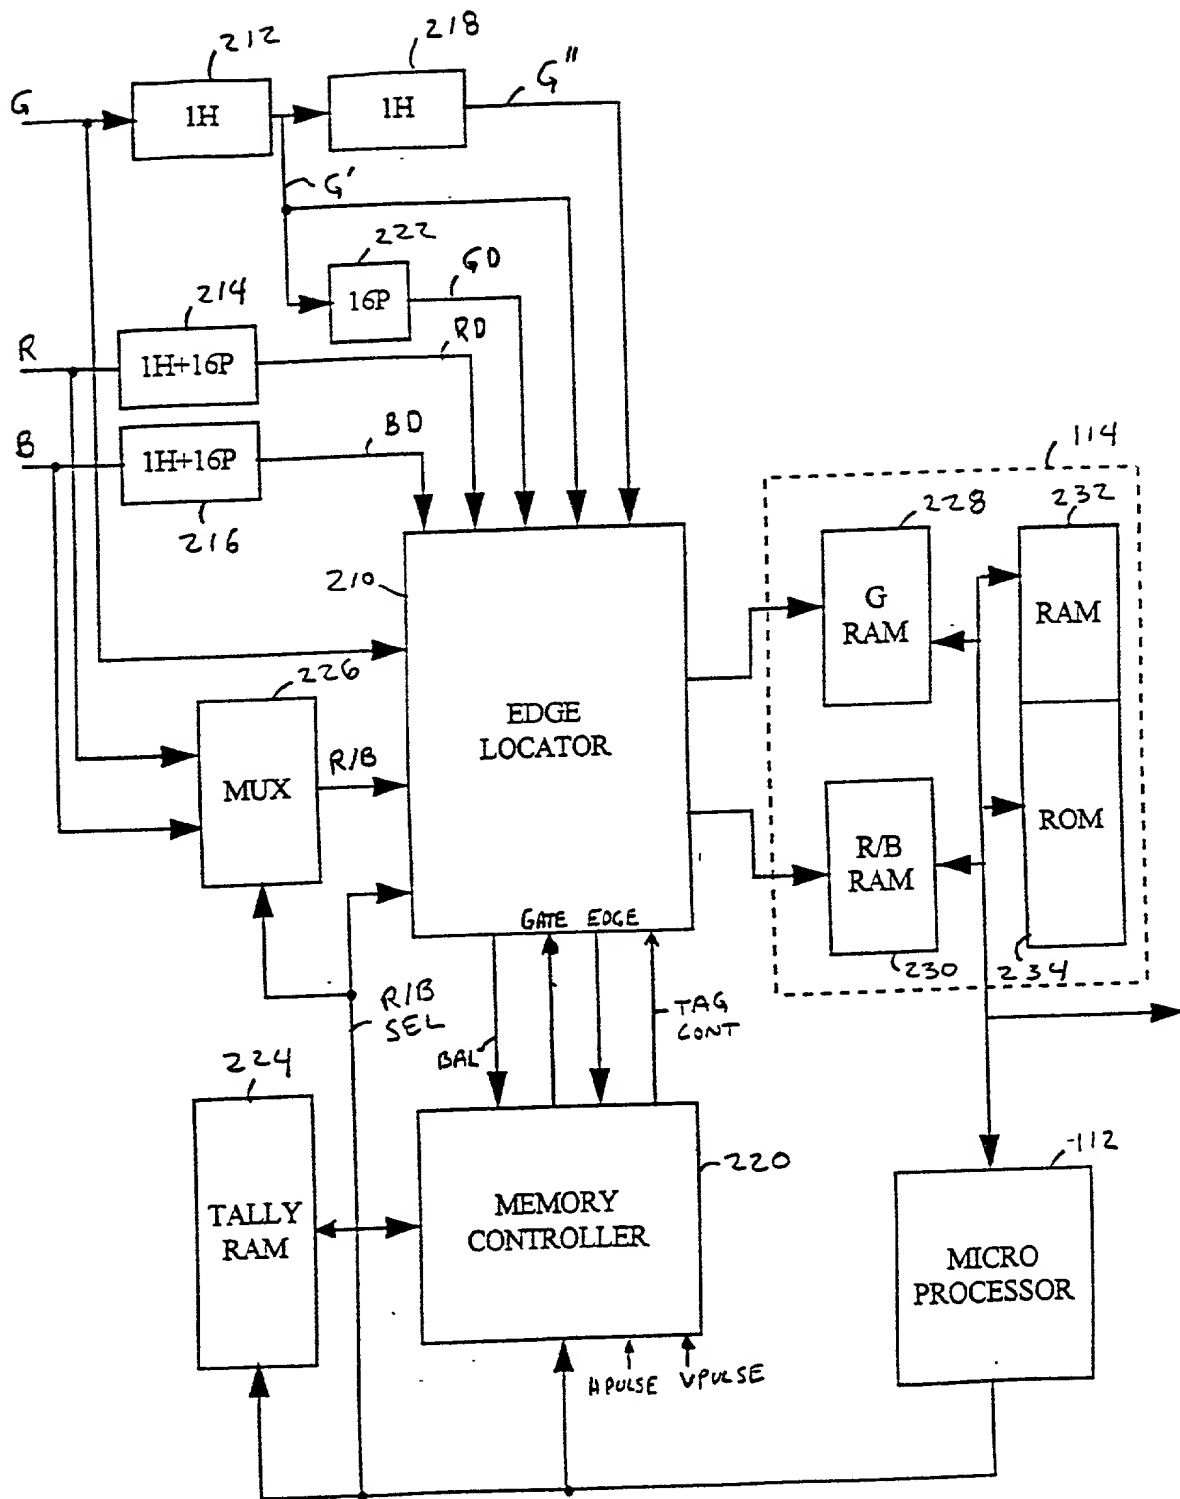 212
218
G
1H
1H
G"
G'
222
16P
GD
214
R
1H+16P
RD
B
1H+16P
BD
216
114
228
232
210
G
RAM
RAM
226
EDGE
LOCATOR
MUX
R/B
R/B
RAM
ROM
GATE
EDGE
230
234
R/B
SEL
BAL
TAG
CONT
224
112
220
TALLY
RAM
MEMORY
CONTROLLER
MICRO
PROCESSOR
HPULSE
VPULSE